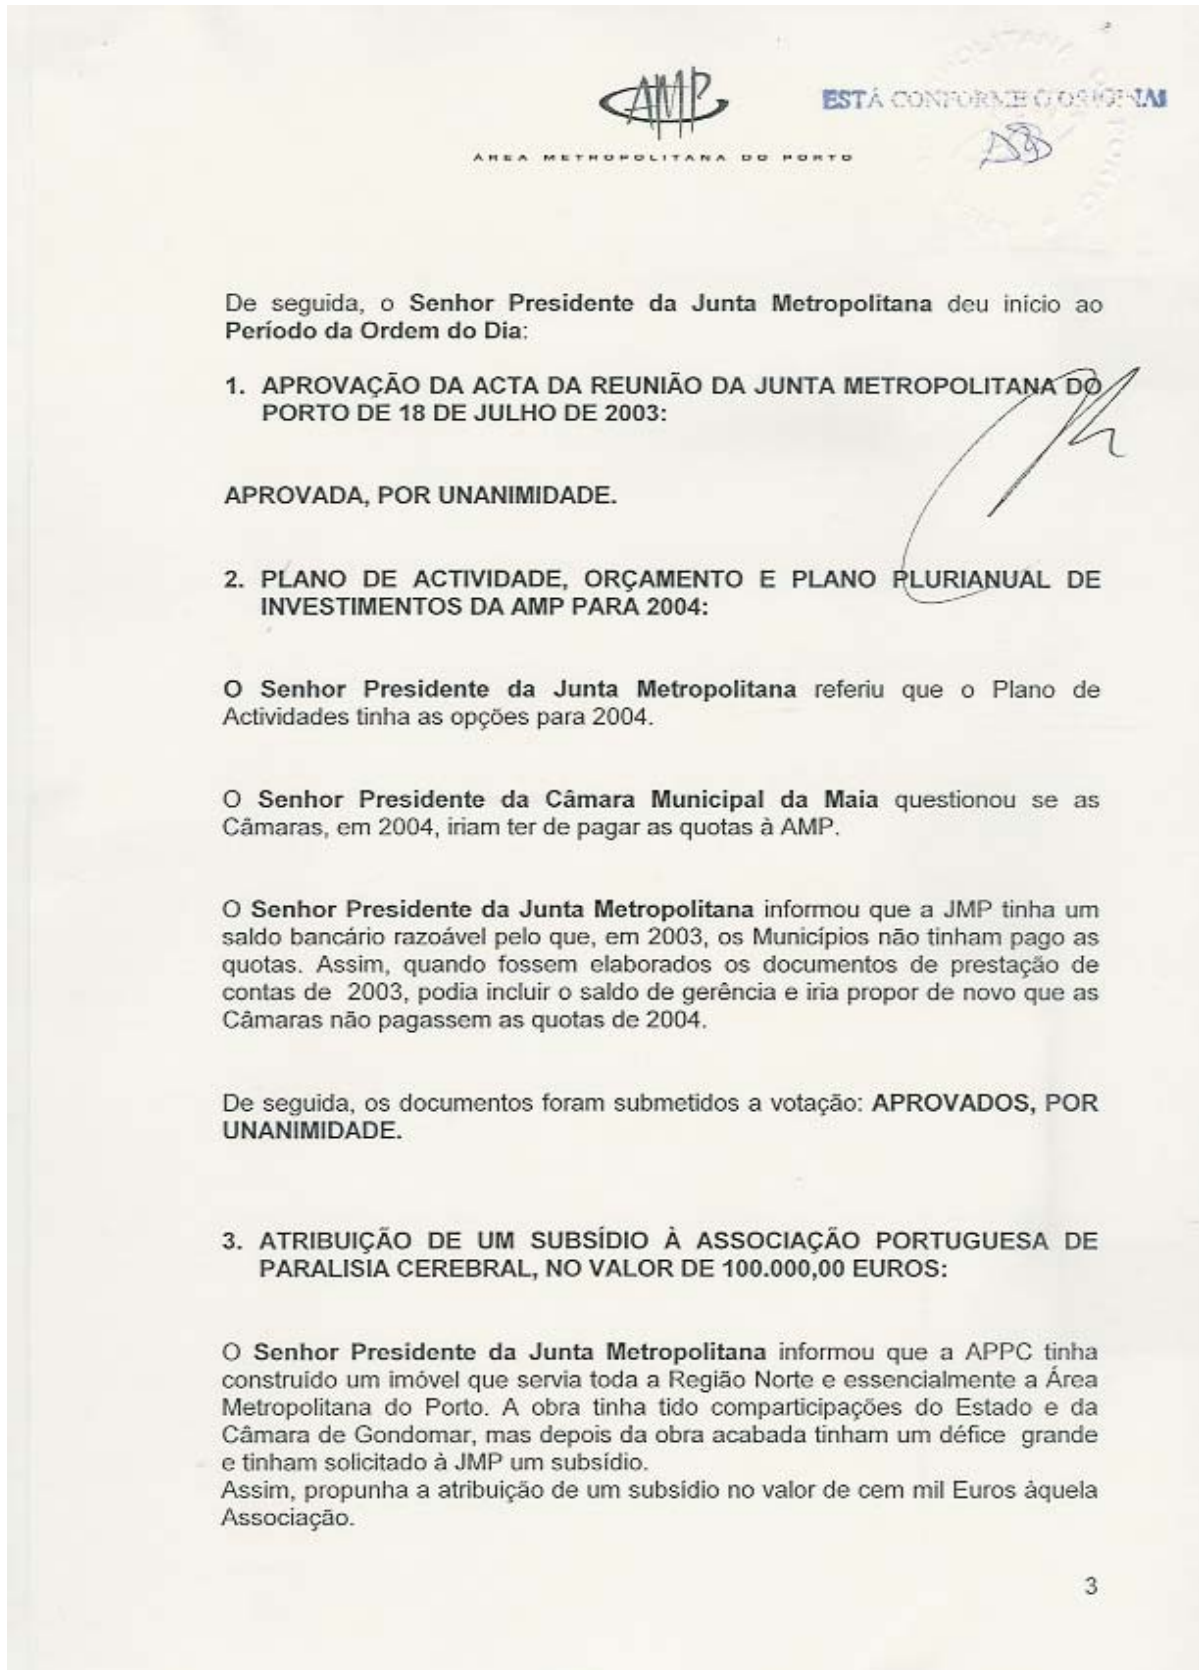 AMP
ÁREA METROPOLITANA DO PORTO
ESTÁ CONFORME O ORIGINAL
De seguida, o Senhor Presidente da Junta Metropolitana deu início ao
Período da Ordem do Dia:
1. APROVAÇÃO DA ACTA DA REUNIÃO DA JUNTA METROPOLITANA DO
PORTO DE 18 DE JULHO DE 2003:
APROVADA, POR UNANIMIDADE.
2. PLANO DE ACTIVIDADE, ORÇAMENTO E PLANO PLURIANUAL DE
INVESTIMENTOS DA AMP PARA 2004:
O Senhor Presidente da Junta Metropolitana referiu que o Plano de
Actividades tinha as opções para 2004.
O Senhor Presidente da Câmara Municipal da Maia questionou se as
Câmaras, em 2004, iriam ter de pagar as quotas à AMP.
O Senhor Presidente da Junta Metropolitana informou que a JMP tinha um
saldo bancário razoável pelo que, em 2003, os Municípios não tinham pago as
quotas. Assim, quando fossem elaborados os documentos de prestação de
contas de 2003, podia incluir o saldo de gerência e iria propor de novo que as
Câmaras não pagassem as quotas de 2004.
De seguida, os documentos foram submetidos a votação: APROVADOS, POR
UNANIMIDADE.
3. ATRIBUIÇÃO DE UM SUBSÍDIO À ASSOCIAÇÃO PORTUGUESA DE
PARALISIA CEREBRAL, NO VALOR DE 100.000,00 EUROS:
O Senhor Presidente da Junta Metropolitana informou que a APPC tinha
construido um imóvel que servia toda a Região Norte e essencialmente a Área
Metropolitana do Porto. A obra tinha tido comparticipações do Estado e da
Câmara de Gondomar, mas depois da obra acabada tinham um défice grande
e tinham solicitado à JMP um subsídio.
Assim, propunha a atribuição de um subsídio no valor de cem mil Euros àquela
Associação.
3